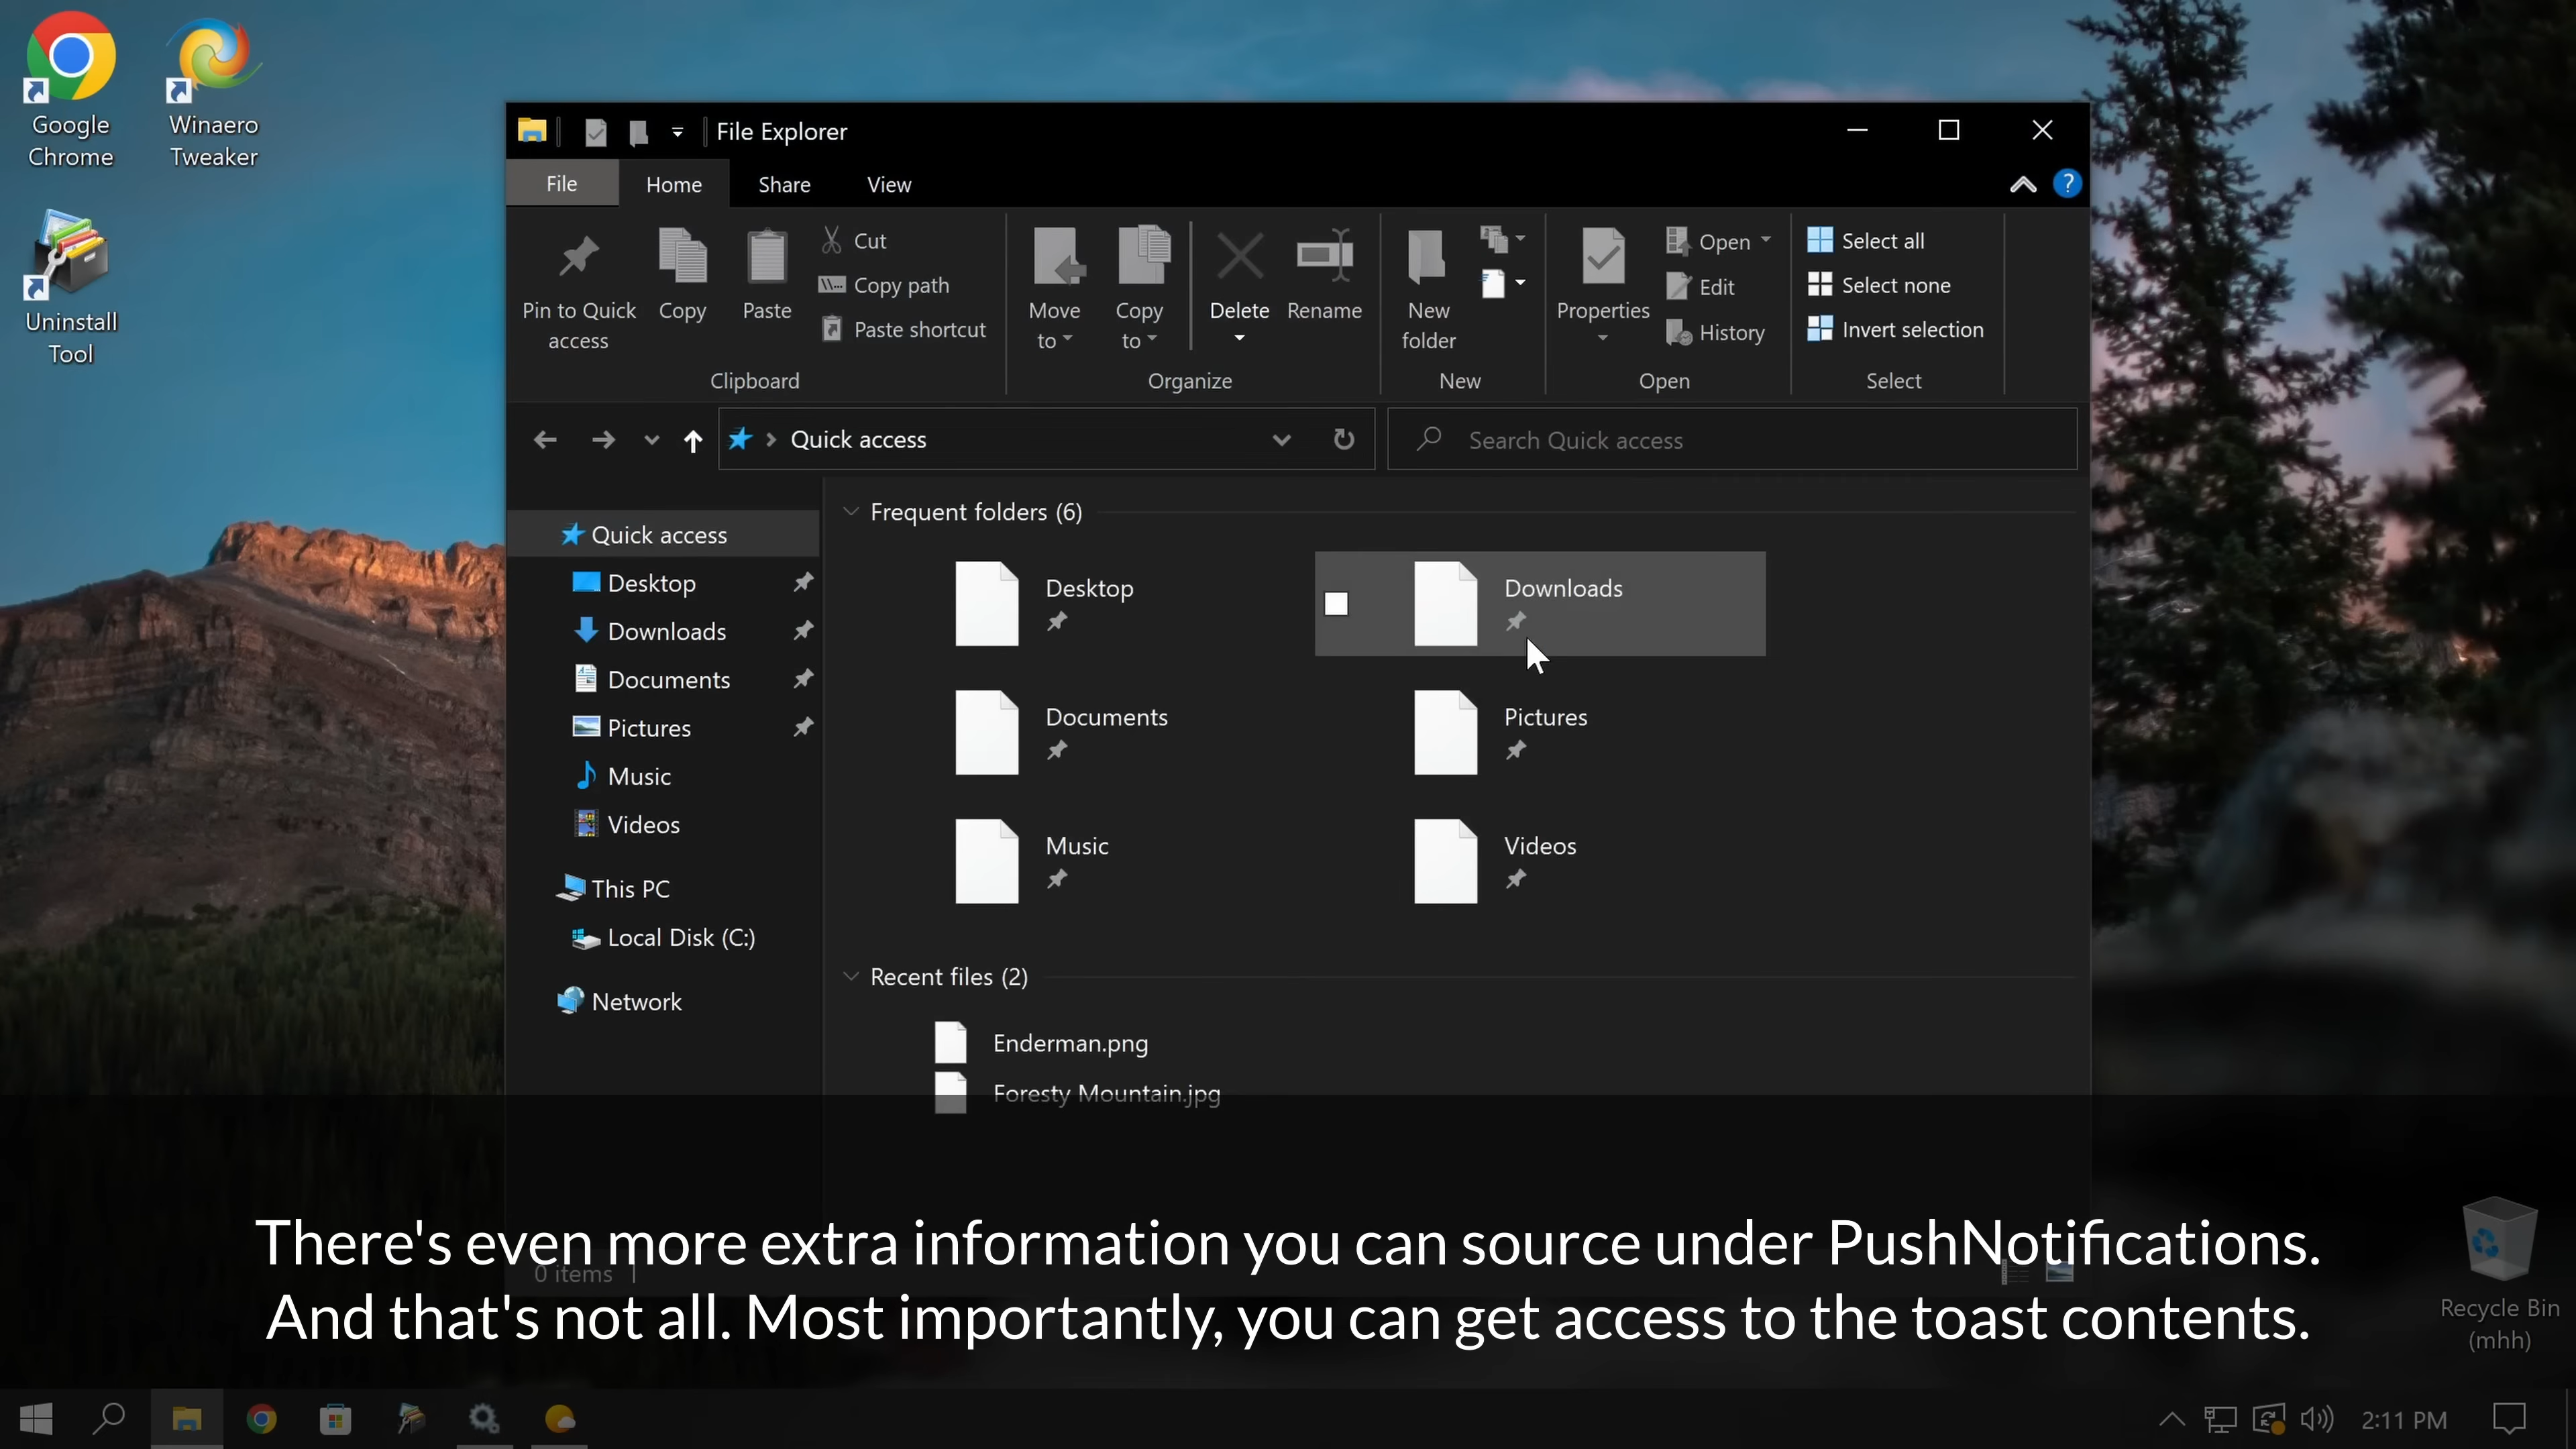 Google
Chrome
Winaero
Tweaker
Uninstall
Tool
File Explorer
File
Home
Share
View
?
Pin to Quick
access
Copy
Paste
Cut
Copy path
Paste shortcut
Clipboard
Move
to
Copy
to
Delete
Rename
Organize
New
folder
New
Properties
Open
Edit
History
Open
Select all
Select none
Invert selection
Select
Quick access
Search Quick access
Quick access
Desktop
Downloads
Documents
Pictures
Music
Videos
This PC
Local Disk (C:)
Network
Frequent folders (6)
Desktop
Downloads
Documents
Pictures
Music
Videos
Recent files (2)
Enderman.png
Foresty Mountain.jpg
There's even more extra information you can source under PushNotifications.
And that's not all. Most importantly, you can get access to the toast contents.
0 items
Recycle Bin
(mhh)
2:11 PM